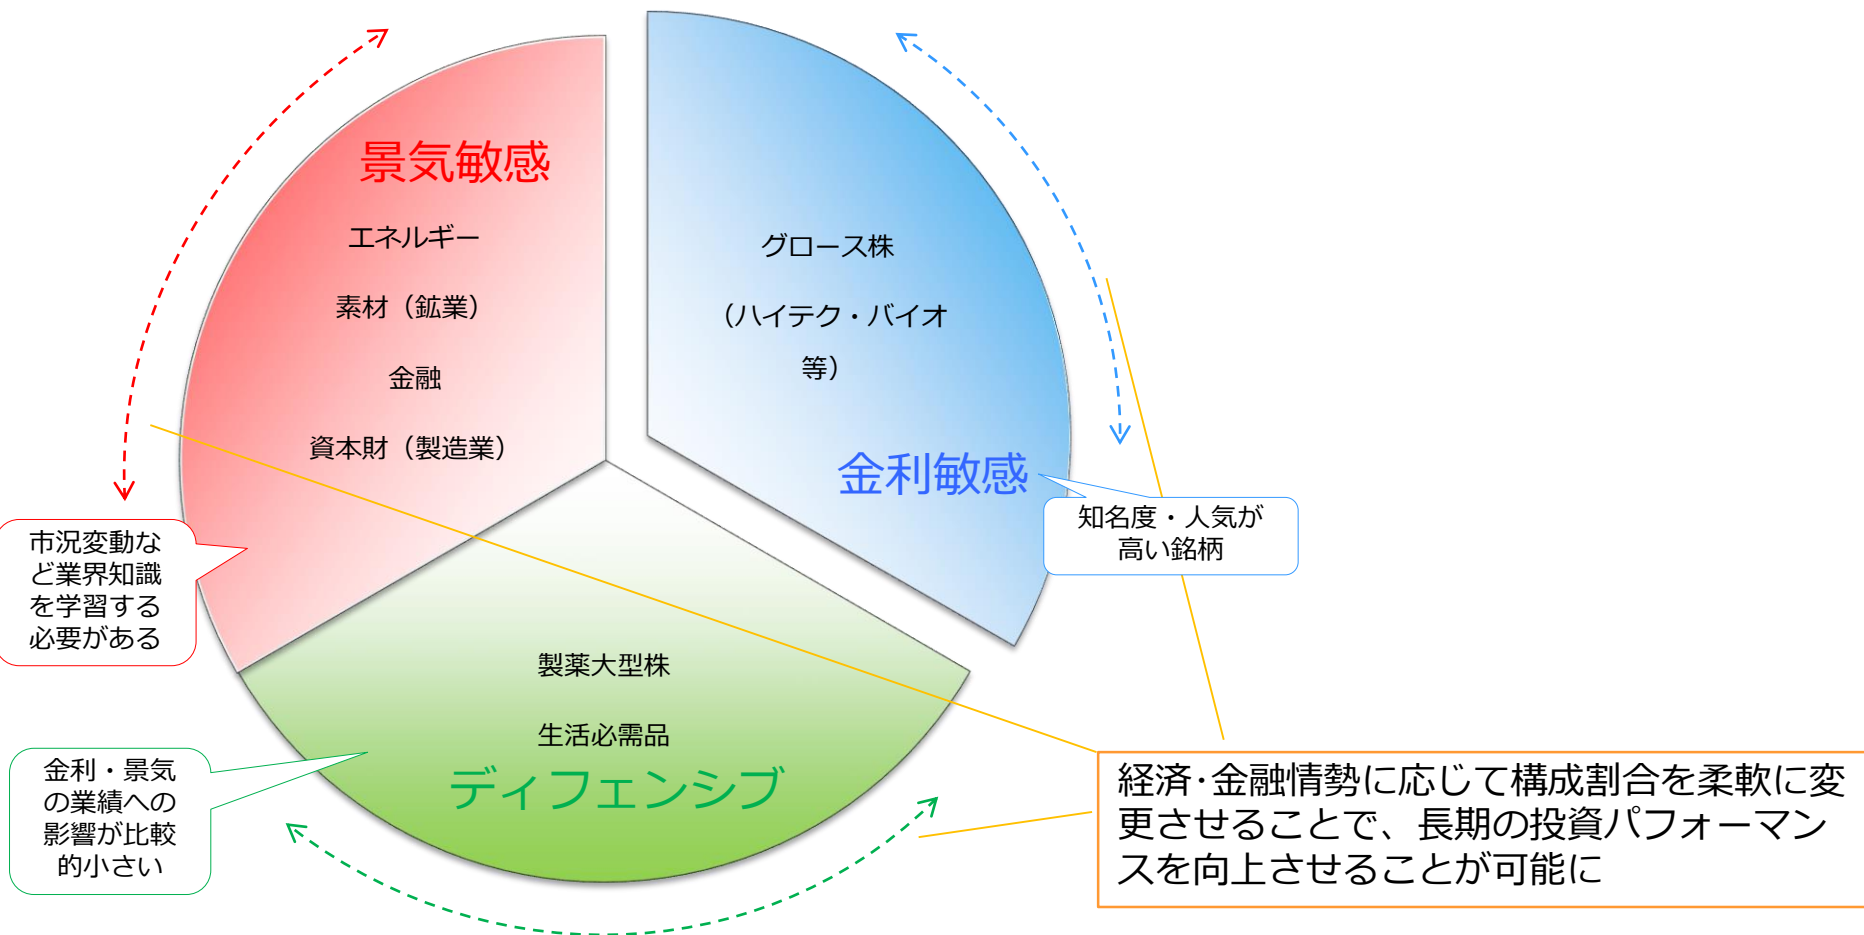 景気敏感
エネルギー
素材（鉱業）
金融
資本財（製造業）
グロース株
（ハイテク・バイオ
等）
金利敏感
知名度・人気が
高い銘柄
市況変動な
ど業界知識
を学習する
必要がある
製薬大型株
生活必需品
ディフェンシブ
金利・景気
の業績への
影響が比較
的小さい
経済･金融情勢に応じて構成割合を柔軟に変
更させることで、長期の投資パフォーマン
スを向上させることが可能に